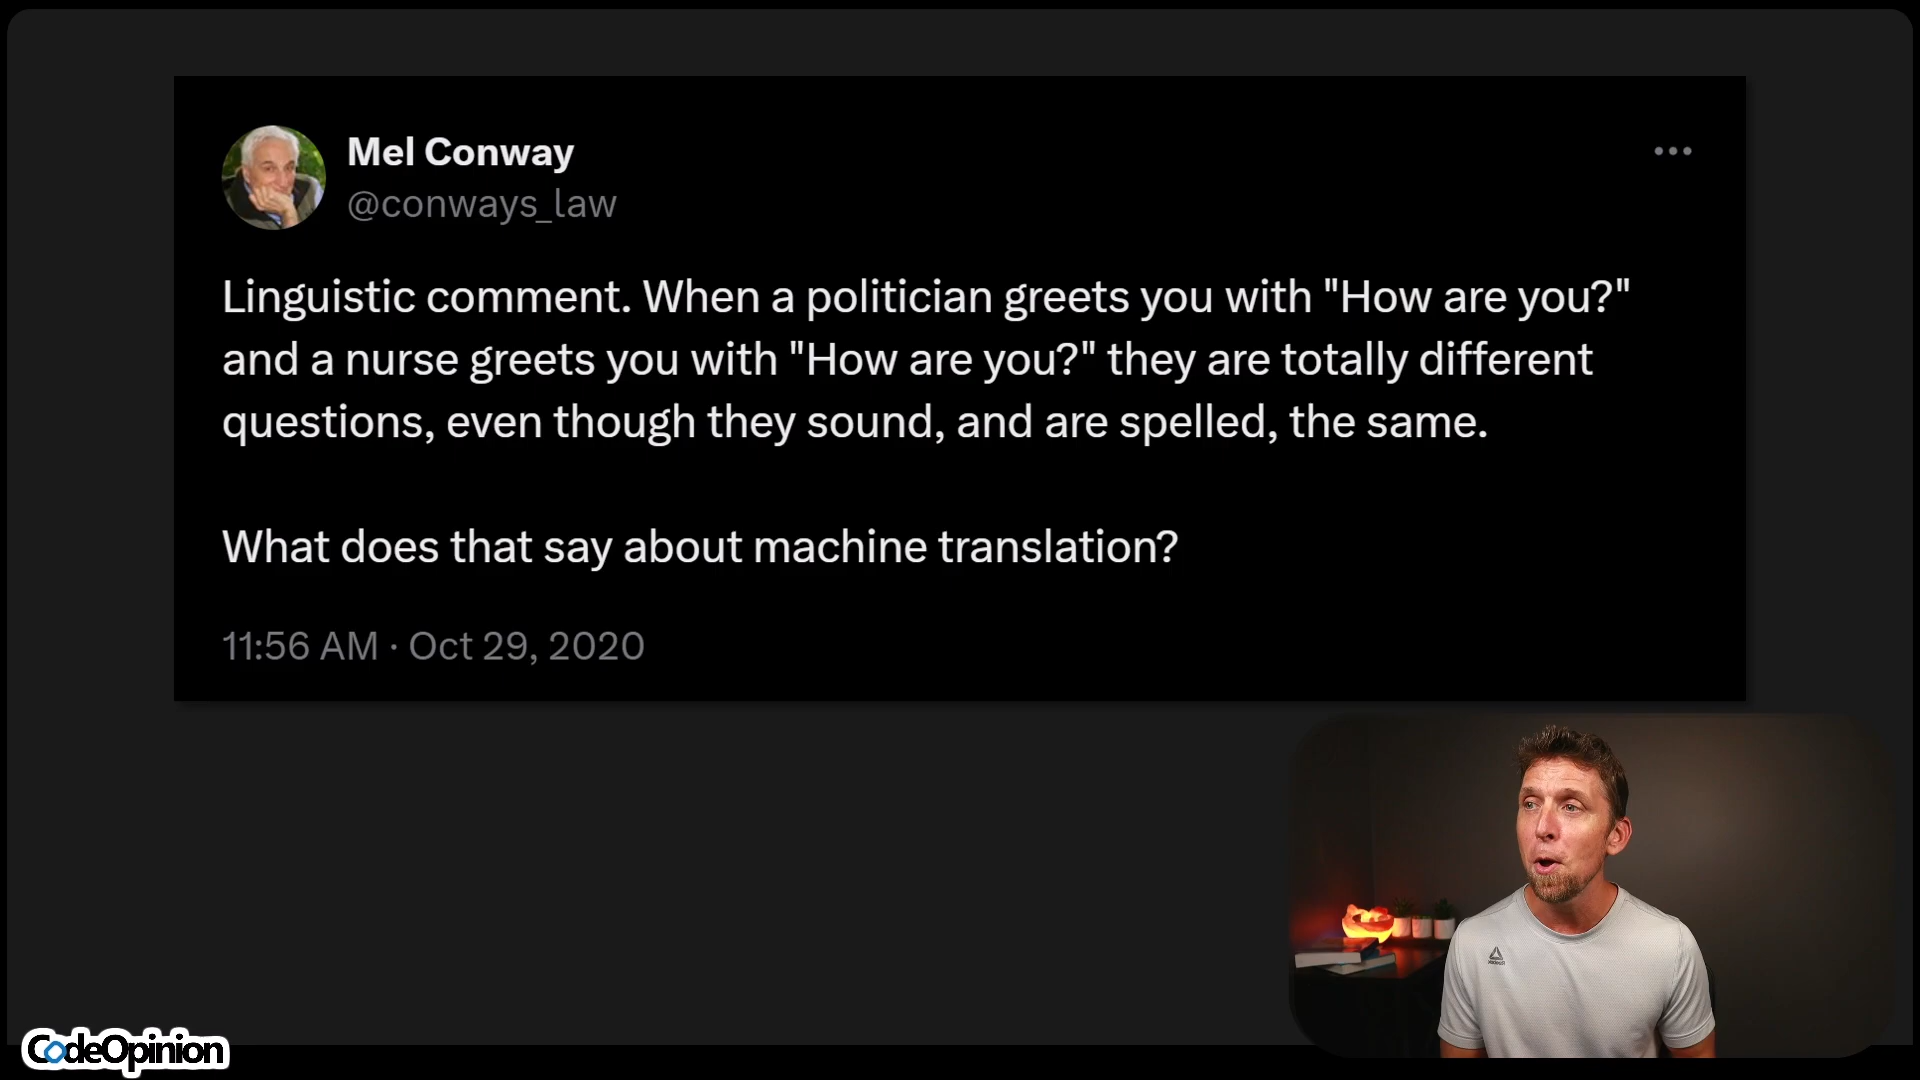 Mel Conway
@conways_law
Linguistic comment. When a politician greets you with "How are you?"
and a nurse greets you with "How are you?" they are totally different
questions, even though they sound, and are spelled, the same.
What does that say about machine translation?
11:56 AM · Oct 29, 2020
CodeOpinion